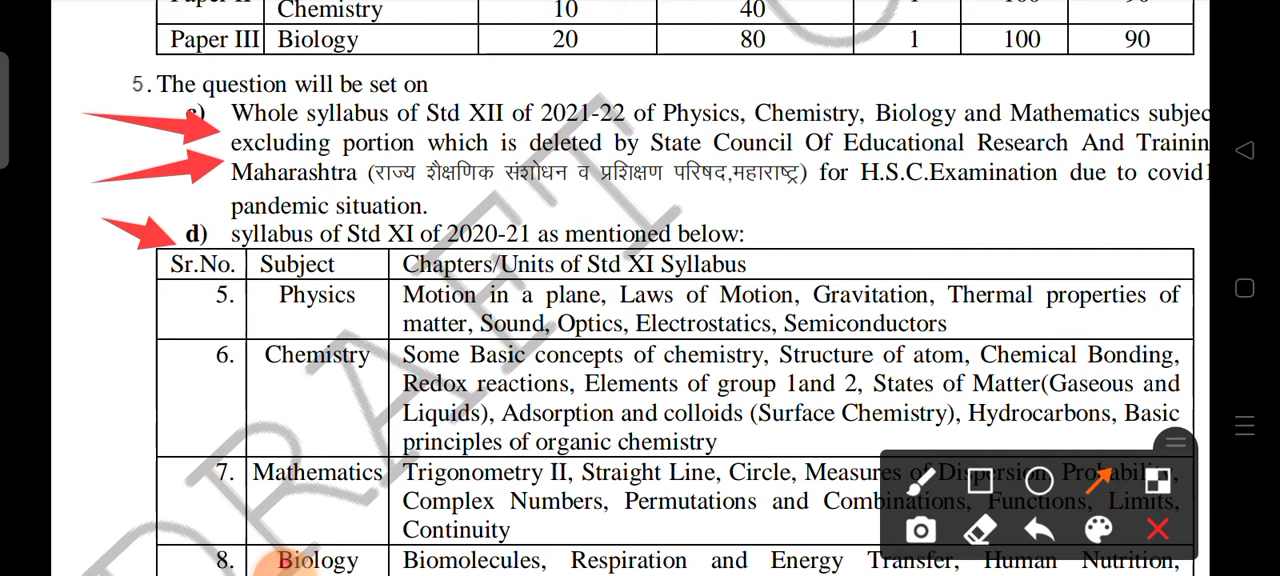 Chemistry 10 40
Paper III Biology 20 80 1 100 90
5. The question will be set on
c) Whole syllabus of Std XII of 2021-22 of Physics, Chemistry, Biology and Mathematics subjec
excluding portion which is deleted by State Council Of Educational Research And Trainin
Maharashtra (राज्य शैक्षणिक संशोधन व प्रशिक्षण परिषद,महाराष्ट्र) for H.S.C.Examination due to covid1
pandemic situation.
d) syllabus of Std XI of 2020-21 as mentioned below:
Sr.No. Subject Chapters/Units of Std XI Syllabus
5. Physics Motion in a plane, Laws of Motion, Gravitation, Thermal properties of
matter, Sound, Optics, Electrostatics, Semiconductors
6. Chemistry Some Basic concepts of chemistry, Structure of atom, Chemical Bonding,
Redox reactions, Elements of group 1and 2, States of Matter(Gaseous and
Liquids), Adsorption and colloids (Surface Chemistry), Hydrocarbons, Basic
principles of organic chemistry
7. Mathematics Trigonometry II, Straight Line, Circle, Measures of Dispersion, Probability,
Complex Numbers, Permutations and Combinations, Functions, Limits,
Continuity
8. Biology Biomolecules, Respiration and Energy Transfer, Human Nutrition,